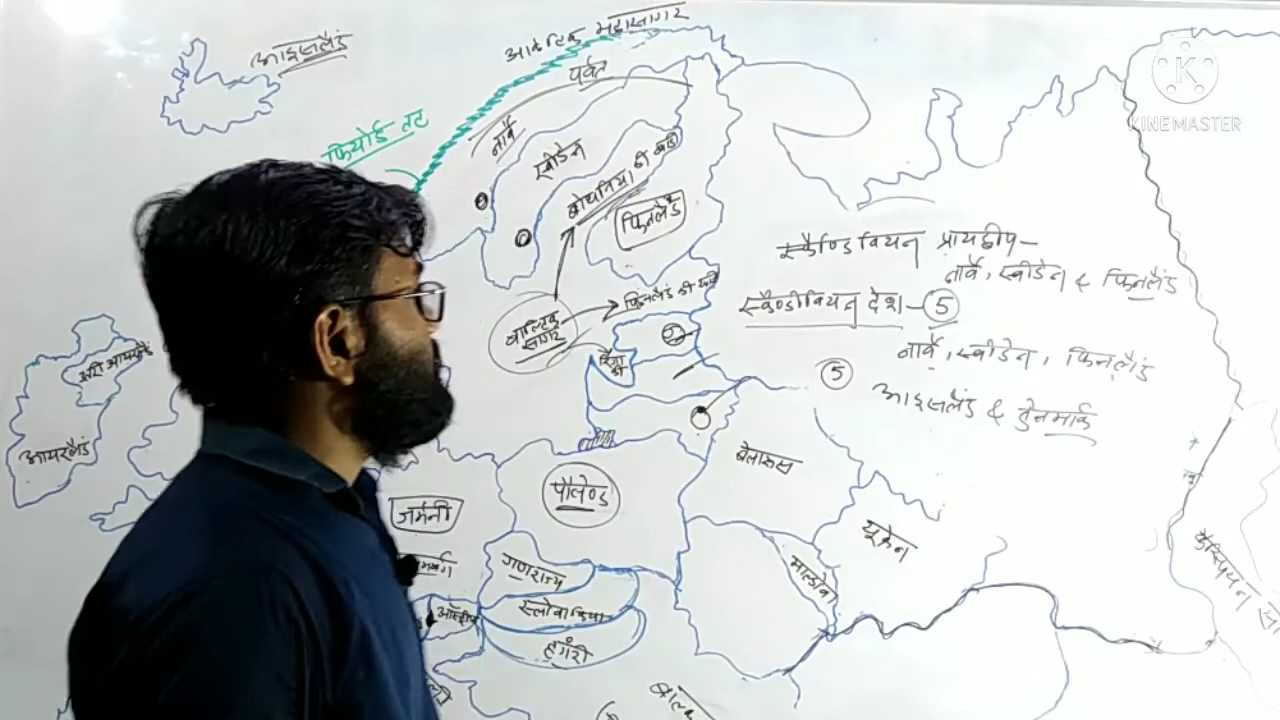 आइसलैंड
आर्कटिक महासागर
पर्वत
फियोर्ड तट
नार्वे
स्वीडेन
बोथनिया की खाड़ी
फिनलैंड
स्कैण्डिवियन प्रायद्वीप-
नार्वे, स्वीडेन & फिनलैंड
बाल्टिक सागर
फिनलैंड की खाड़ी
स्कैण्डीवियन देश - 5
नार्वे, स्वीडेन, फिनलैंड
5 आइसलैंड & डेनमार्क
आयरलैंड
बेलारूस
पौलेण्ड
जर्मनी
यूक्रेन
माल्डोवा
गणराज्य
स्लोवाकिया
हंगरी
कैस्पियन
KINEMASTER